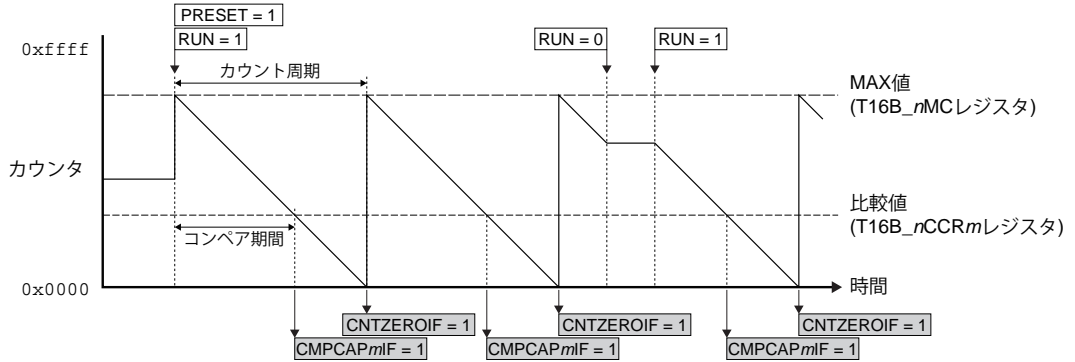 PRESET = 1
RUN = 1
RUN = 0
RUN = 1
0xffff
カウント周期
MAX値
(T16B_nMCレジスタ)
カウンタ
比較値
(T16B_nCCRmレジスタ)
コンペア期間
0x0000
時間
CNTZEROIF = 1
CNTZEROIF = 1
CNTZEROIF = 1
CMPCAPmIF = 1
CMPCAPmIF = 1
CMPCAPmIF = 1